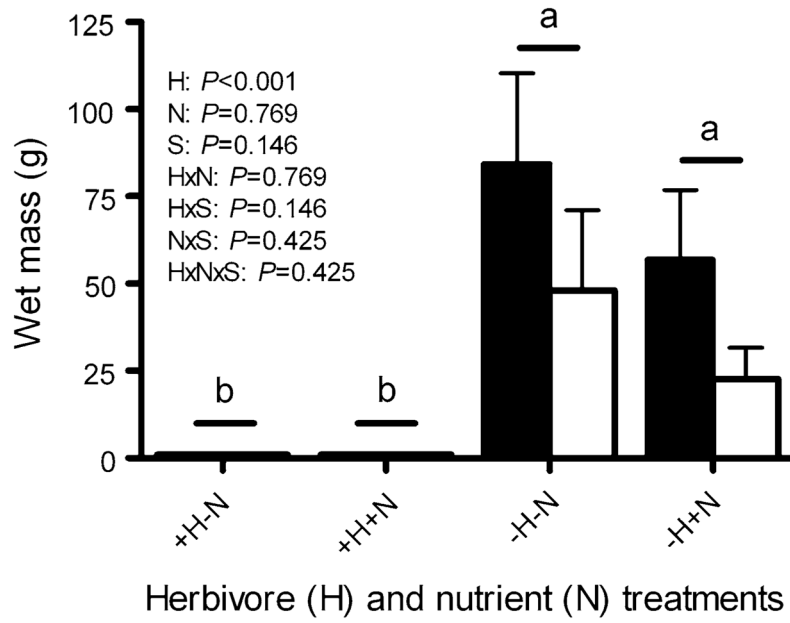 Wet mass (g)
125
100
75
50
25
0
H: P<0.001
N: P=0.769
S: P=0.146
HxN: P=0.769
HxS: P=0.146
NxS: P=0.425
HxNxS: P=0.425
b
b
a
a
+H-N
+H+N
-H-N
-H+N
Herbivore (H) and nutrient (N) treatments